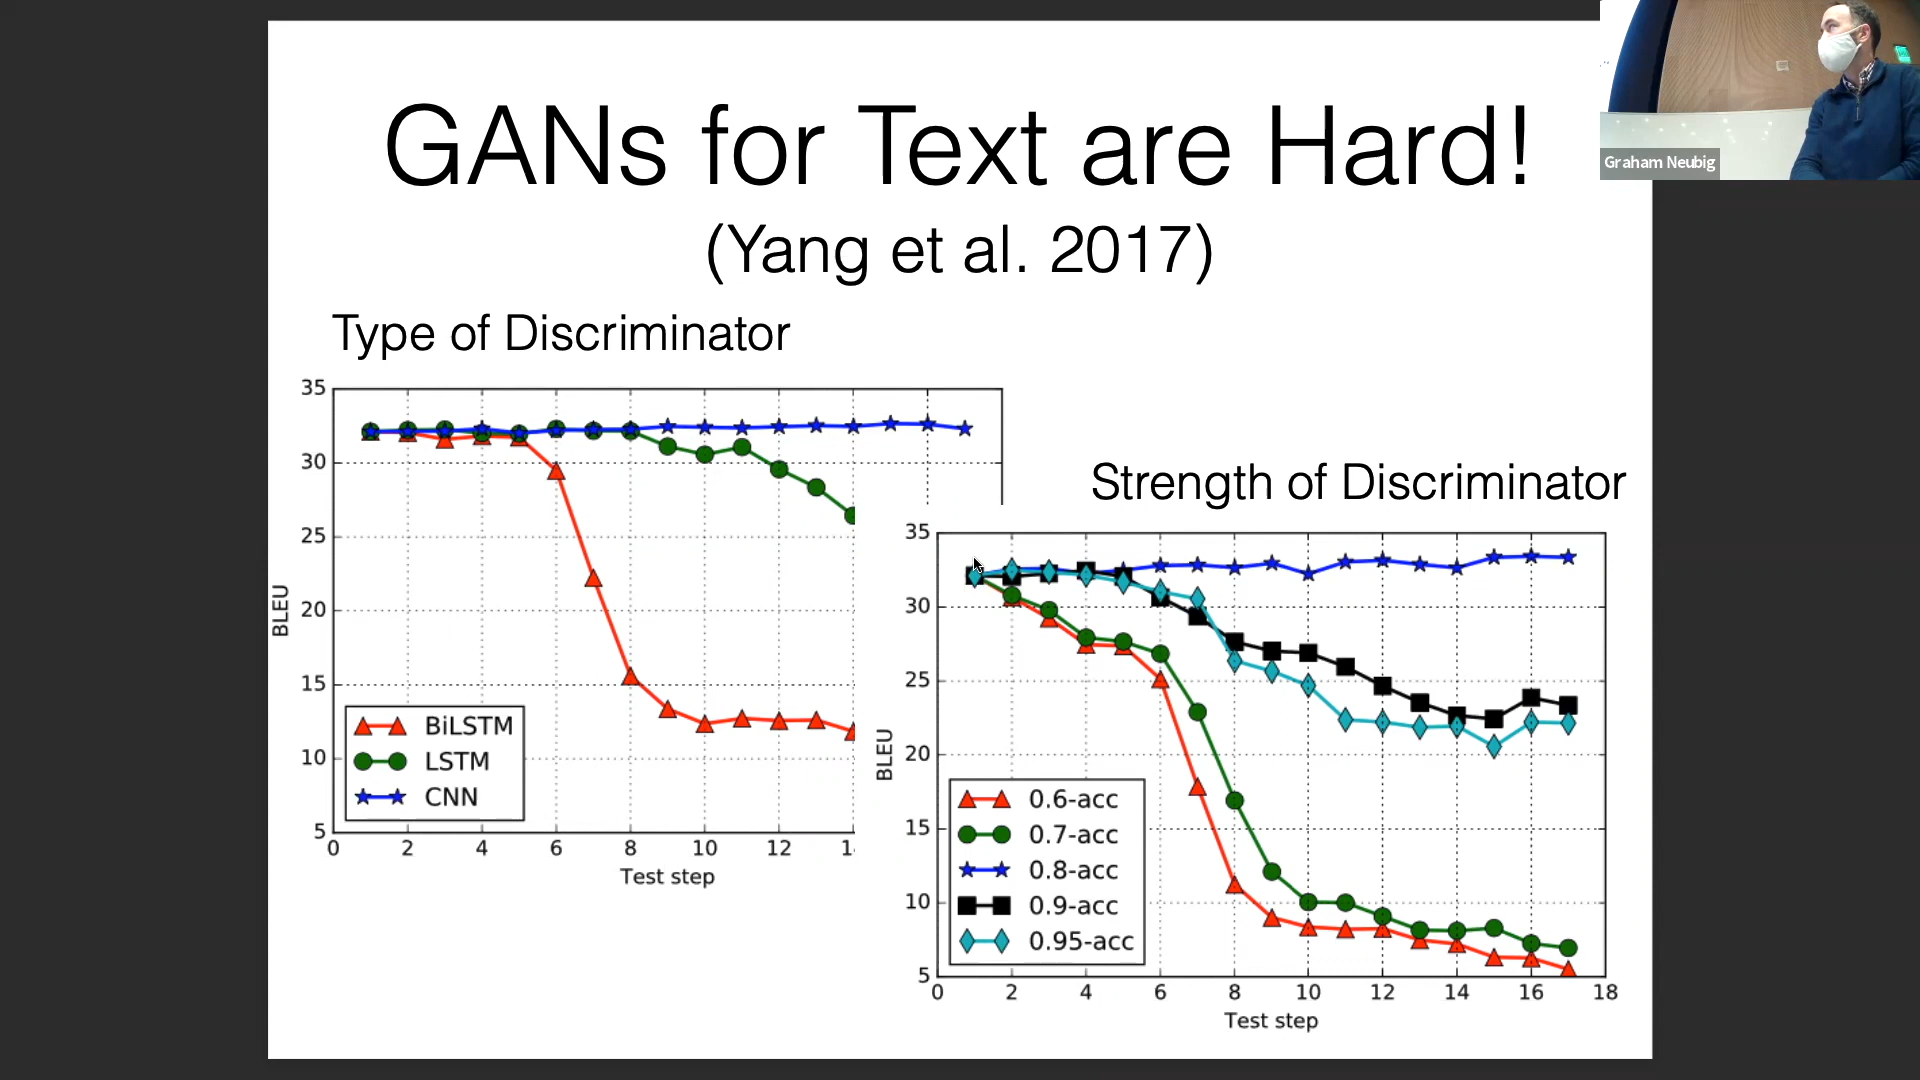 GANs for Text are Hard!
(Yang et al. 2017)
Graham Neubig
Type of Discriminator
35
30
25
20
15
10
5
BLEU
BiLSTM
LSTM
CNN
0 2 4 6 8 10 12 1
Test step
Strength of Discriminator
35
30
25
20
15
10
5
BLEU
0.6-acc
0.7-acc
0.8-acc
0.9-acc
0.95-acc
0 2 4 6 8 10 12 14 16 18
Test step